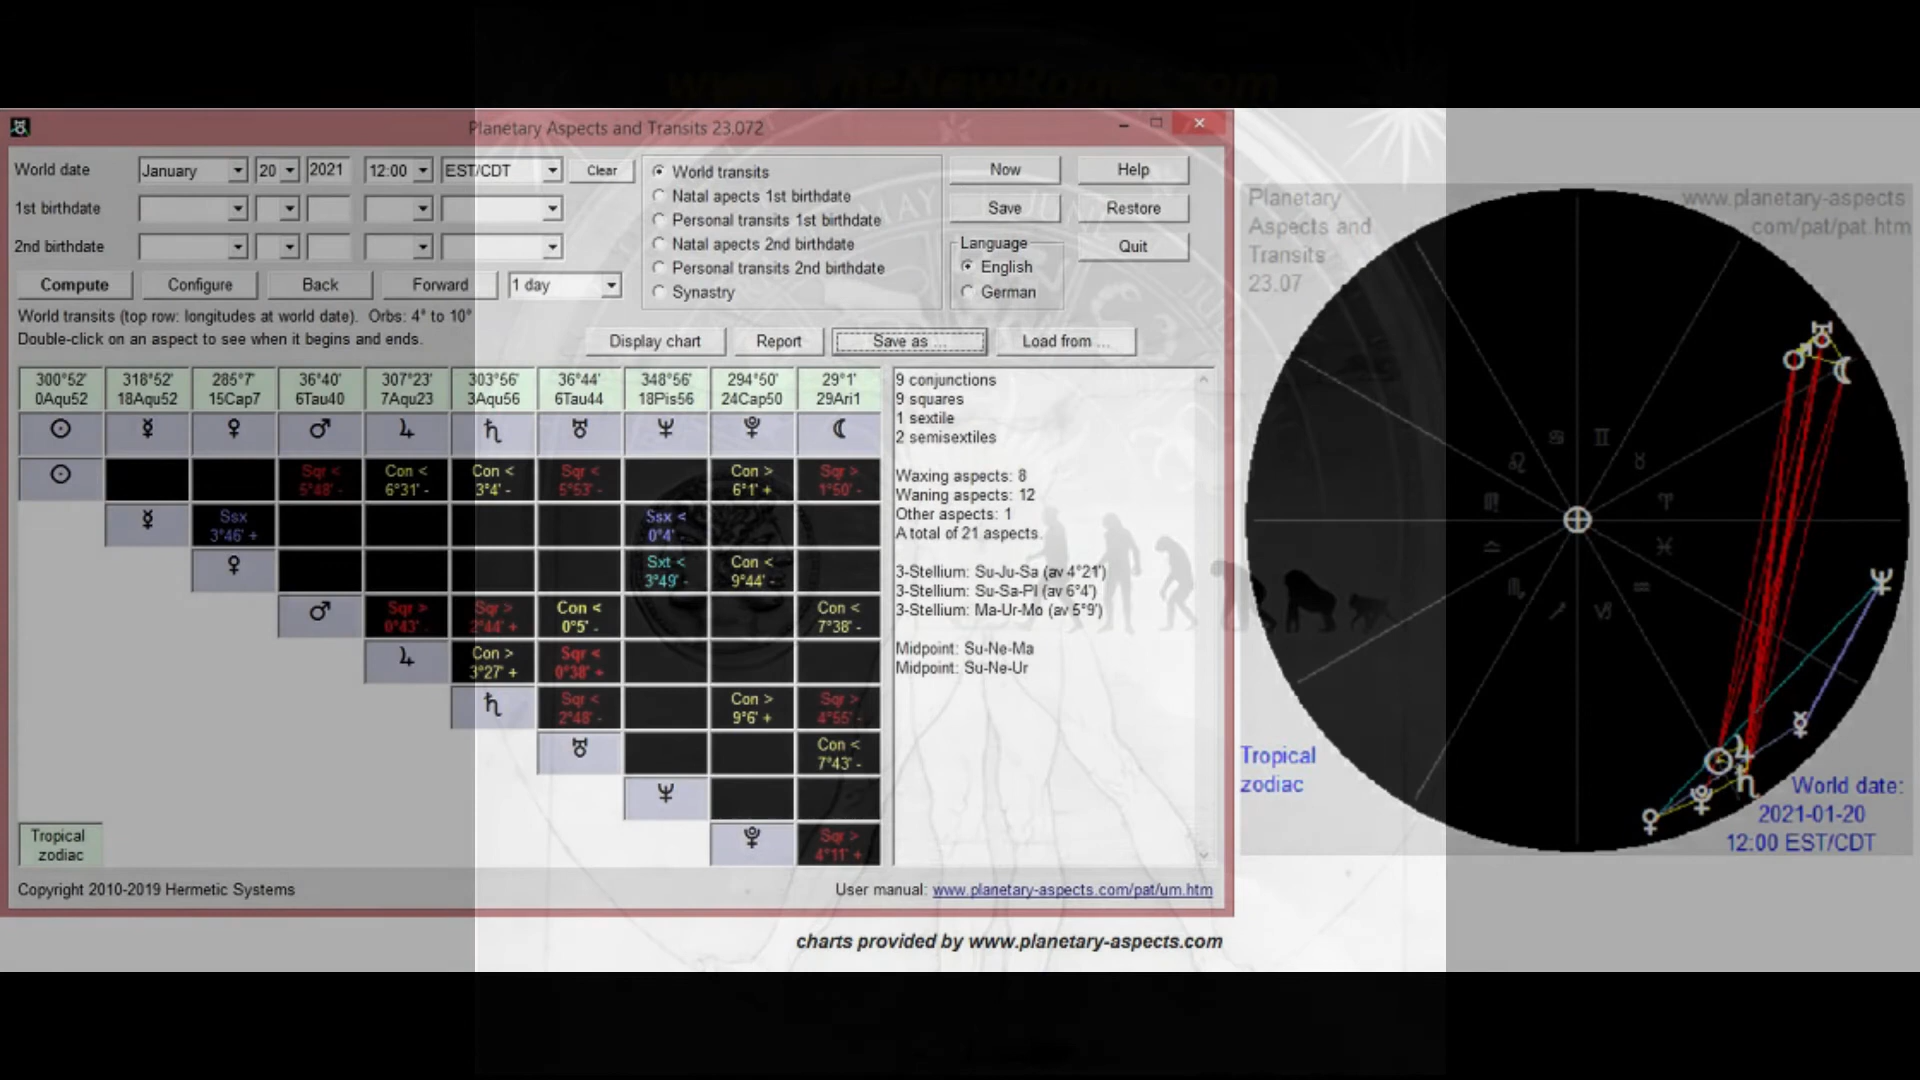 Planetary Aspects and Transits 23.072
World date January 20 2021 12:00 EST/CDT Clear
1st birthdate
2nd birthdate
Compute Configure Back Forward 1 day
World transits
Natal apects 1st birthdate
Personal transits 1st birthdate
Natal apects 2nd birthdate
Personal transits 2nd birthdate
Synastry
Now Help
Save Restore
Language Quit
English
German
World transits (top row: longitudes at world date). Orbs: 4° to 10°
Double-click on an aspect to see when it begins and ends.
Display chart Report Save as ... Load from ...
300°52' 318°52' 285°7' 36°40' 307°23' 303°56' 36°44' 348°56' 294°50' 29°1'
0Aqu52 18Aqu52 15Cap7 6Tau40 7Aqu23 3Aqu56 6Tau44 18Pis56 24Cap50 29Ari1
☉ ☿ ♀ ♂ ♃ ♄ ♅ ♆ ♇ ☾
☉ Sqr < Con < Con < Sqr < Con > Sqr >
5°48' - 6°31' - 3°4' - 5°53' - 6°1' + 1°50' -
☿ Ssx Ssx <
3°46' + 0°4' -
♀ Sxt < Con <
3°49' - 9°44' -
♂ Sqr > Sqr > Con < Con <
0°43' - 2°44' + 0°5' - 7°38' -
♃ Con > Sqr <
3°27' + 0°38' +
♄ Sqr < Con > Sqr >
2°48' - 9°6' + 4°55' -
♅ Con <
7°43' -
♆
♇ Sqr >
4°11' +
Tropical
zodiac
9 conjunctions
9 squares
1 sextile
2 semisextiles
Waxing aspects: 8
Waning aspects: 12
Other aspects: 1
A total of 21 aspects.
3-Stellium: Su-Ju-Sa (av 4°21')
3-Stellium: Su-Sa-Pl (av 6°4')
3-Stellium: Ma-Ur-Mo (av 5°9')
Midpoint: Su-Ne-Ma
Midpoint: Su-Ne-Ur
Copyright 2010-2019 Hermetic Systems
User manual: www.planetary-aspects.com/pat/um.htm
charts provided by www.planetary-aspects.com
Planetary
Aspects and
Transits
23.07
www.planetary-aspects
com/pat/pat.htm
Tropical
zodiac
World date:
2021-01-20
12:00 EST/CDT
MAY JUN